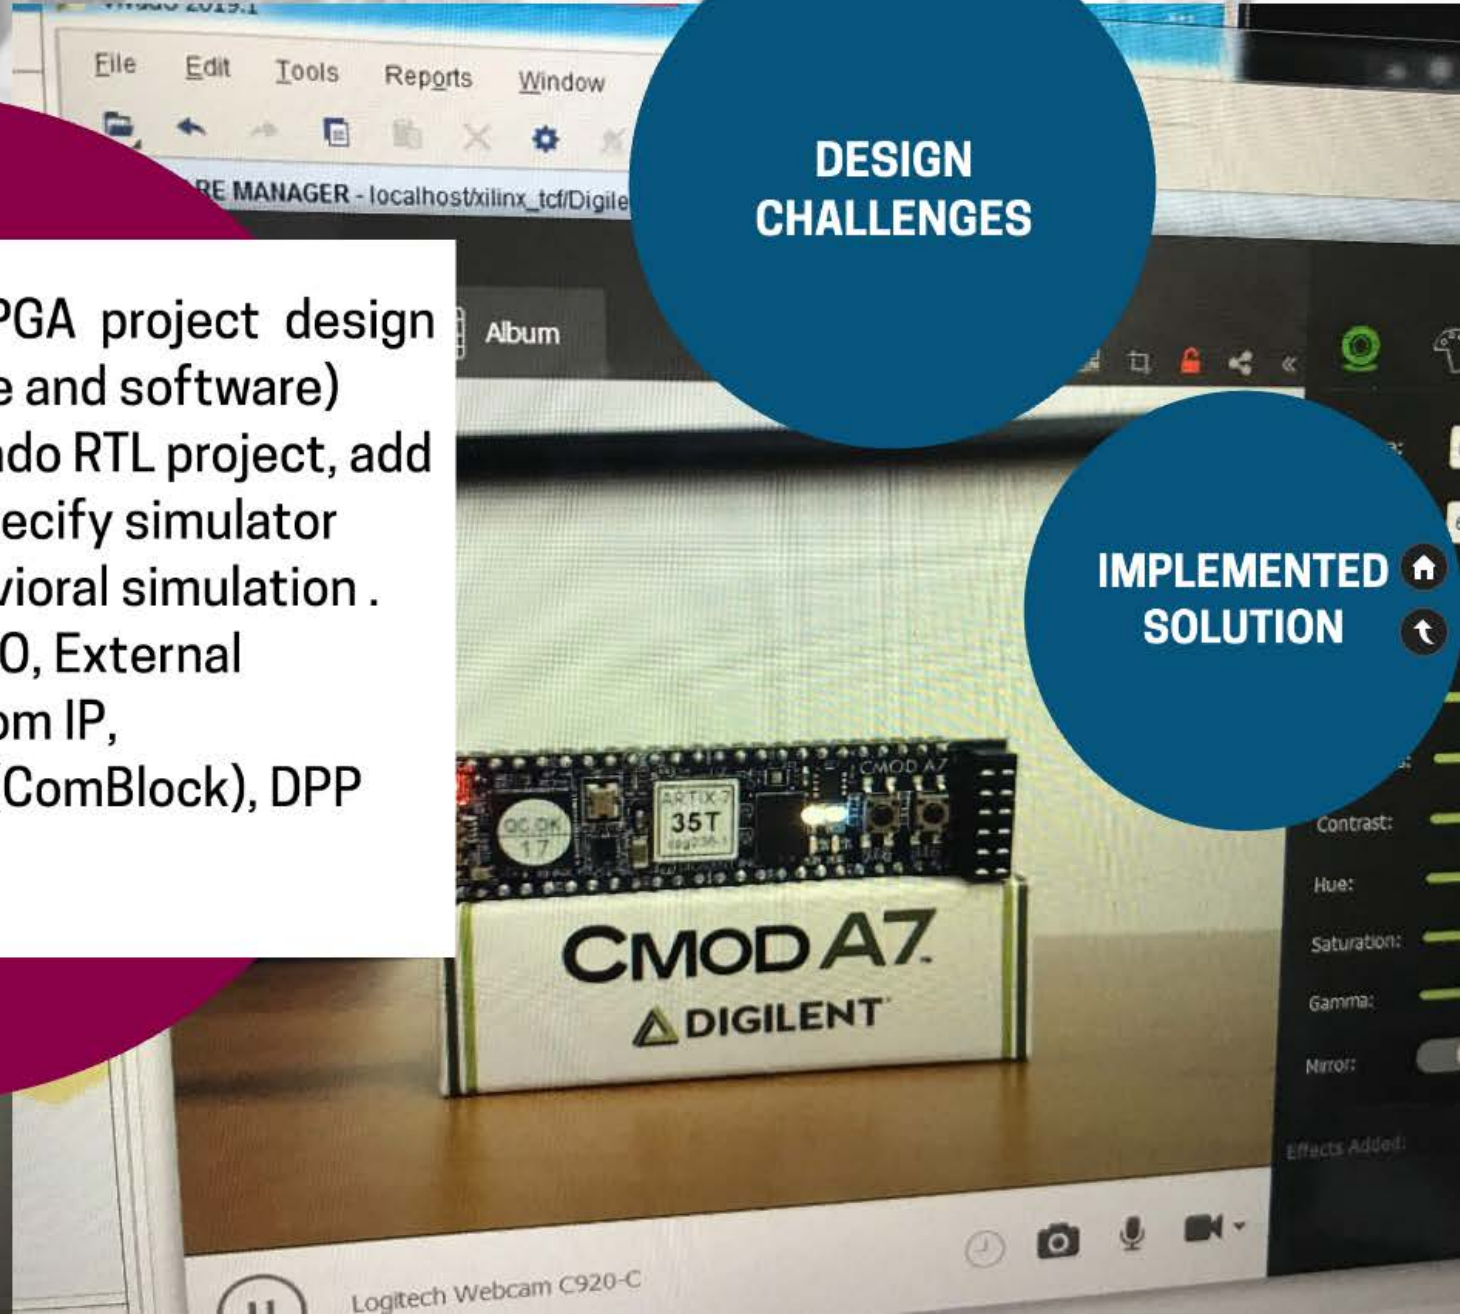 File Edit Tools Reports Window
MANAGER - localhost/xilinx_tcf/Digile
DESIGN
CHALLENGES
PGA project design
e and software)
ado RTL project, add
ecify simulator
vioral simulation .
O, External
om IP,
(ComBlock), DPP
Album
IMPLEMENTED
SOLUTION
CMOD A7
ARTIX-7
35T
QC OK
17
Contrast:
Hue:
Saturation:
Gamma:
Mirror:
Effects Added:
CMOD A7
DIGILENT
Logitech Webcam C920-C